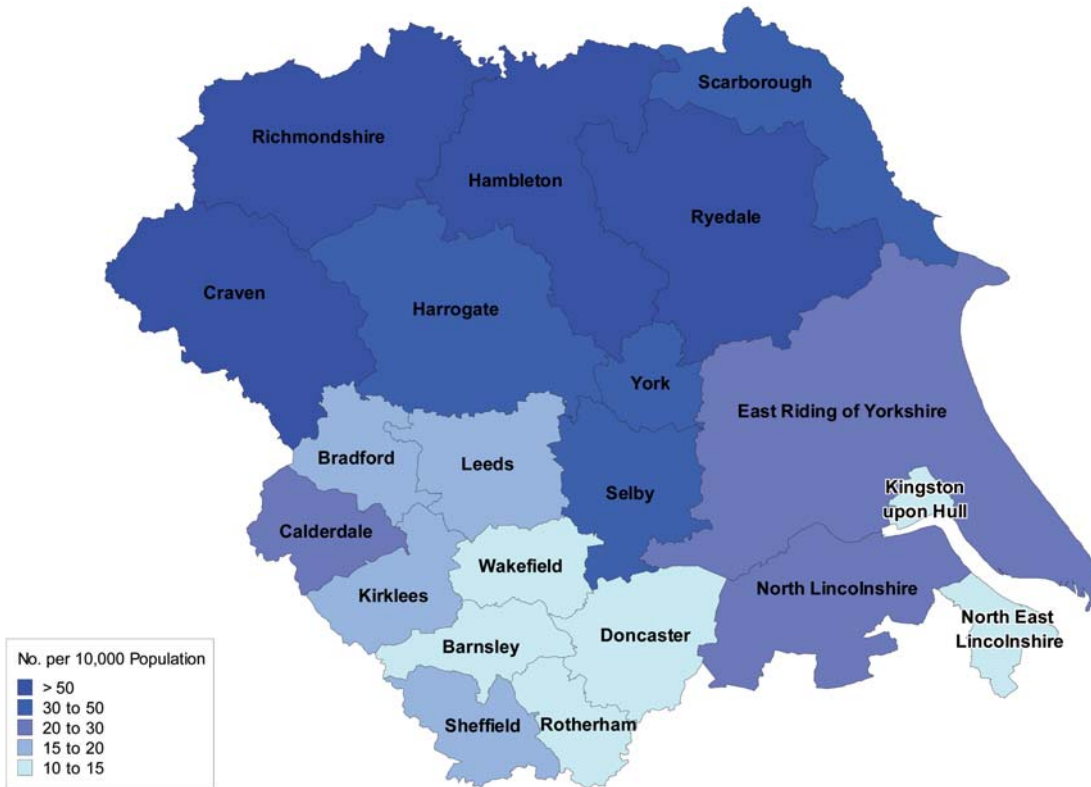 Scarborough
Richmondshire
Hambleton
Ryedale
Craven
Harrogate
York
East Riding of Yorkshire
Bradford
Leeds
Selby
Kingston
upon Hull
Calderdale
Wakefield
Kirklees
North Lincolnshire
Doncaster
North East
Lincolnshire
Barnsley
Sheffield
Rotherham
No. per 10,000 Population
> 50
30 to 50
20 to 30
15 to 20
10 to 15